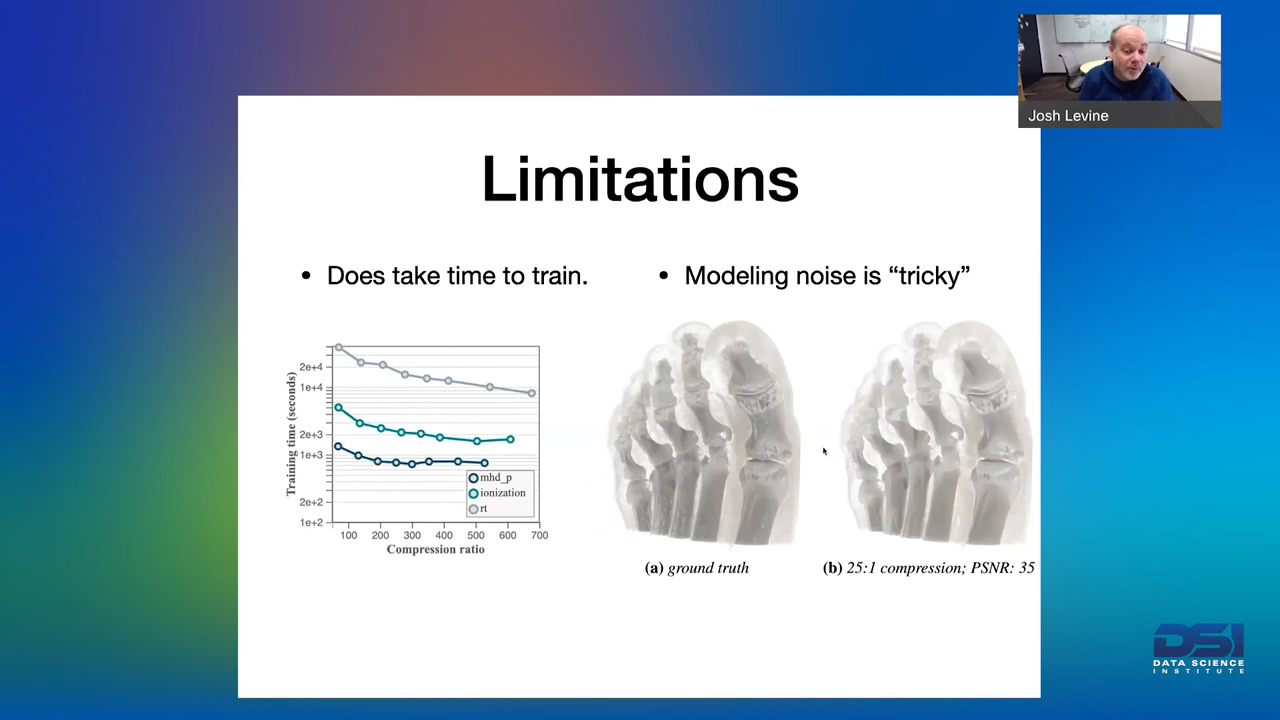 Josh Levine
Limitations
• Does take time to train.
• Modeling noise is “tricky”
Training time (seconds)
2e+4
1e+4
2e+3
1e+3
2e+2
1e+2
mhd_p
ionization
rt
100 200 300 400 500 600 700
Compression ratio
(a) ground truth
(b) 25:1 compression; PSNR: 35
DSI
DATA SCIENCE
INSTITUTE